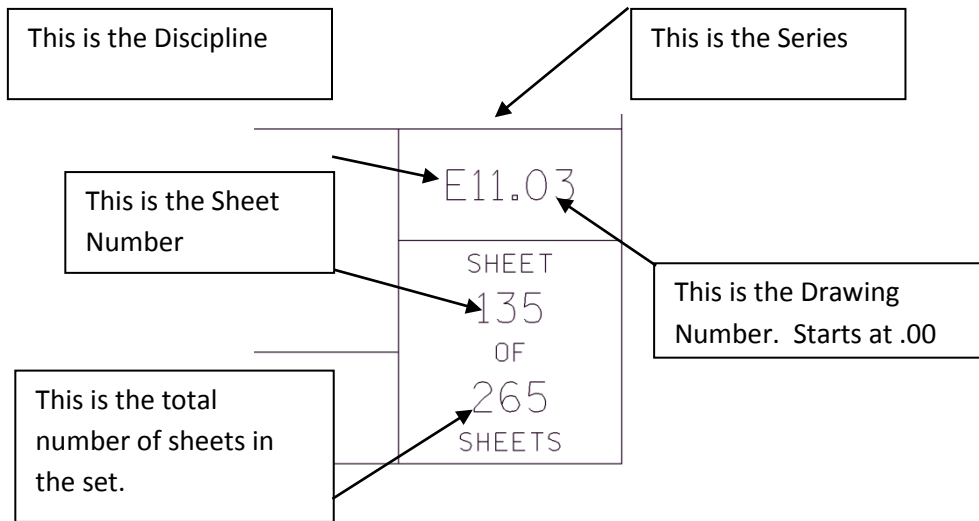 This is the Discipline
This is the Series
This is the Sheet
Number
E11.03
SHEET
135
OF
265
SHEETS
This is the Drawing
Number.  Starts at .00
This is the total
number of sheets in
the set.